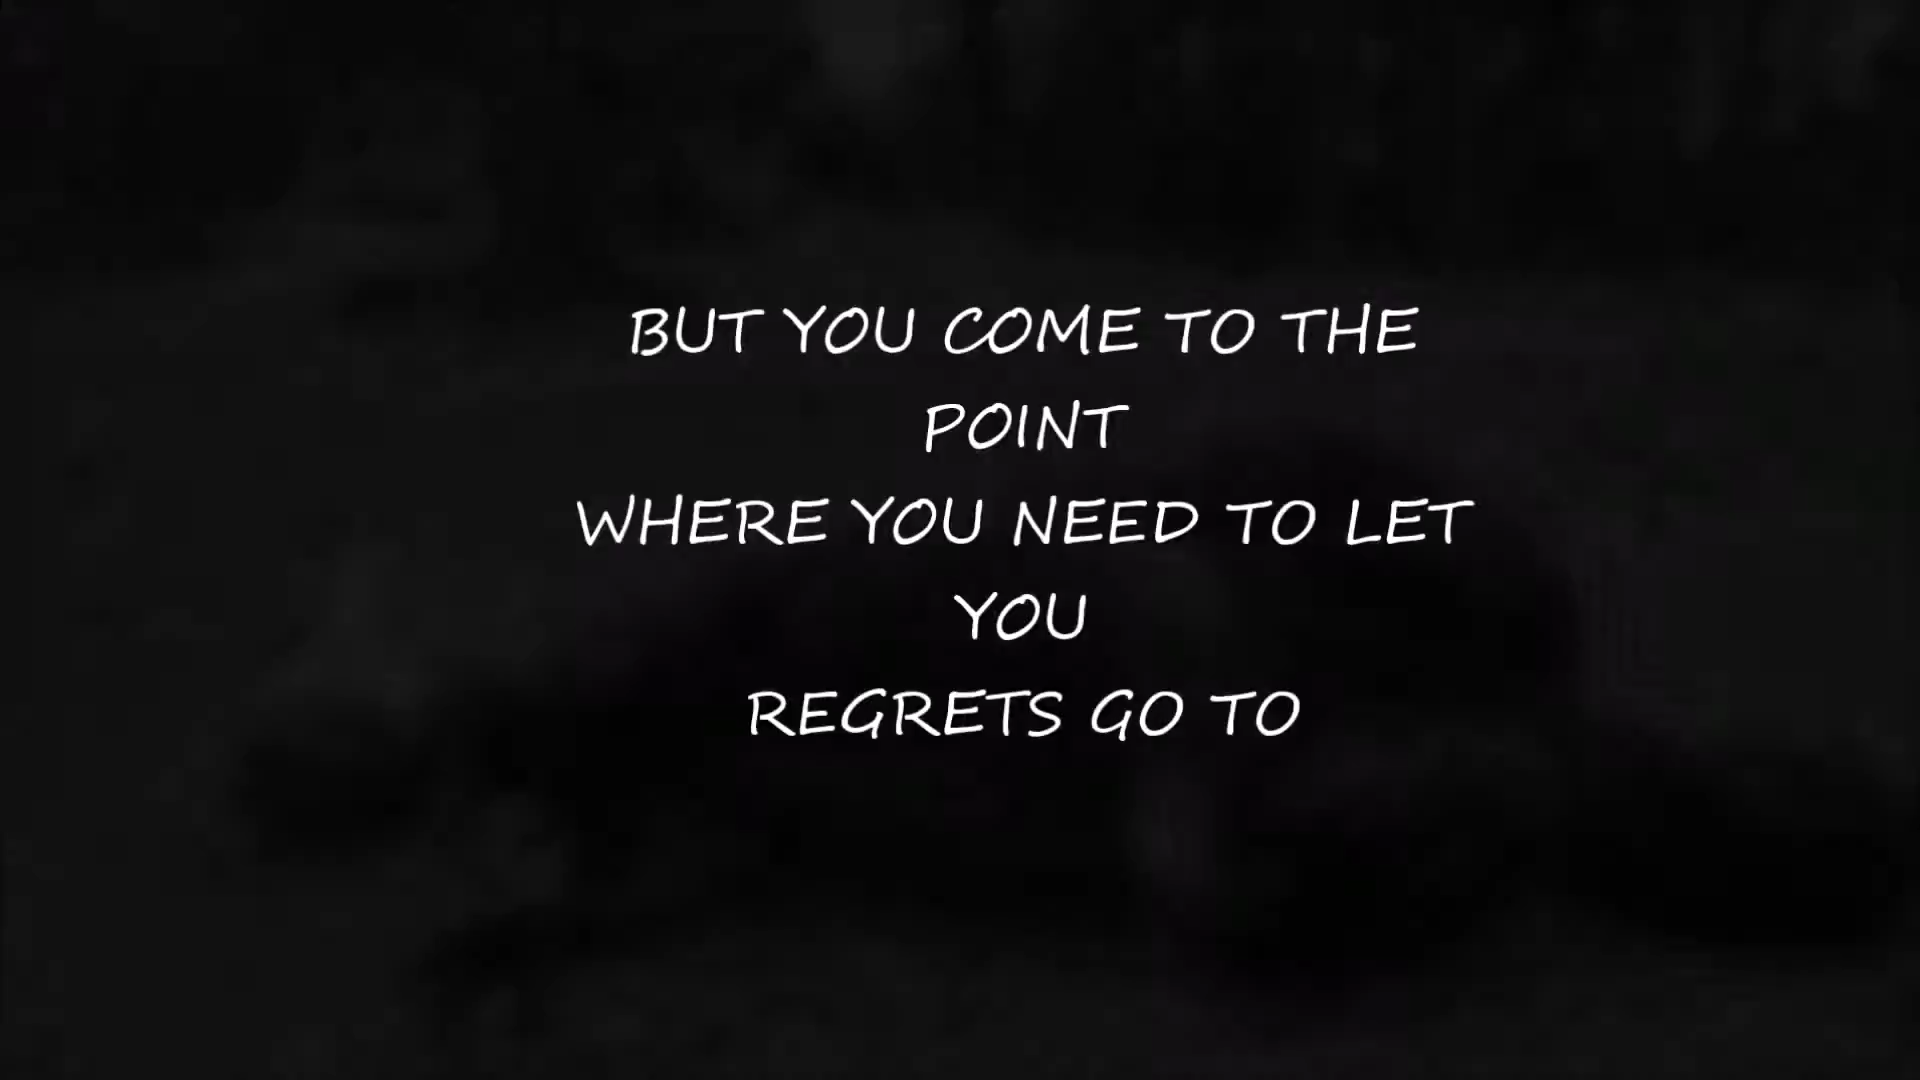 BUT YOU COME TO THE
POINT
WHERE YOU NEED TO LET
YOU
REGRETS GO TO